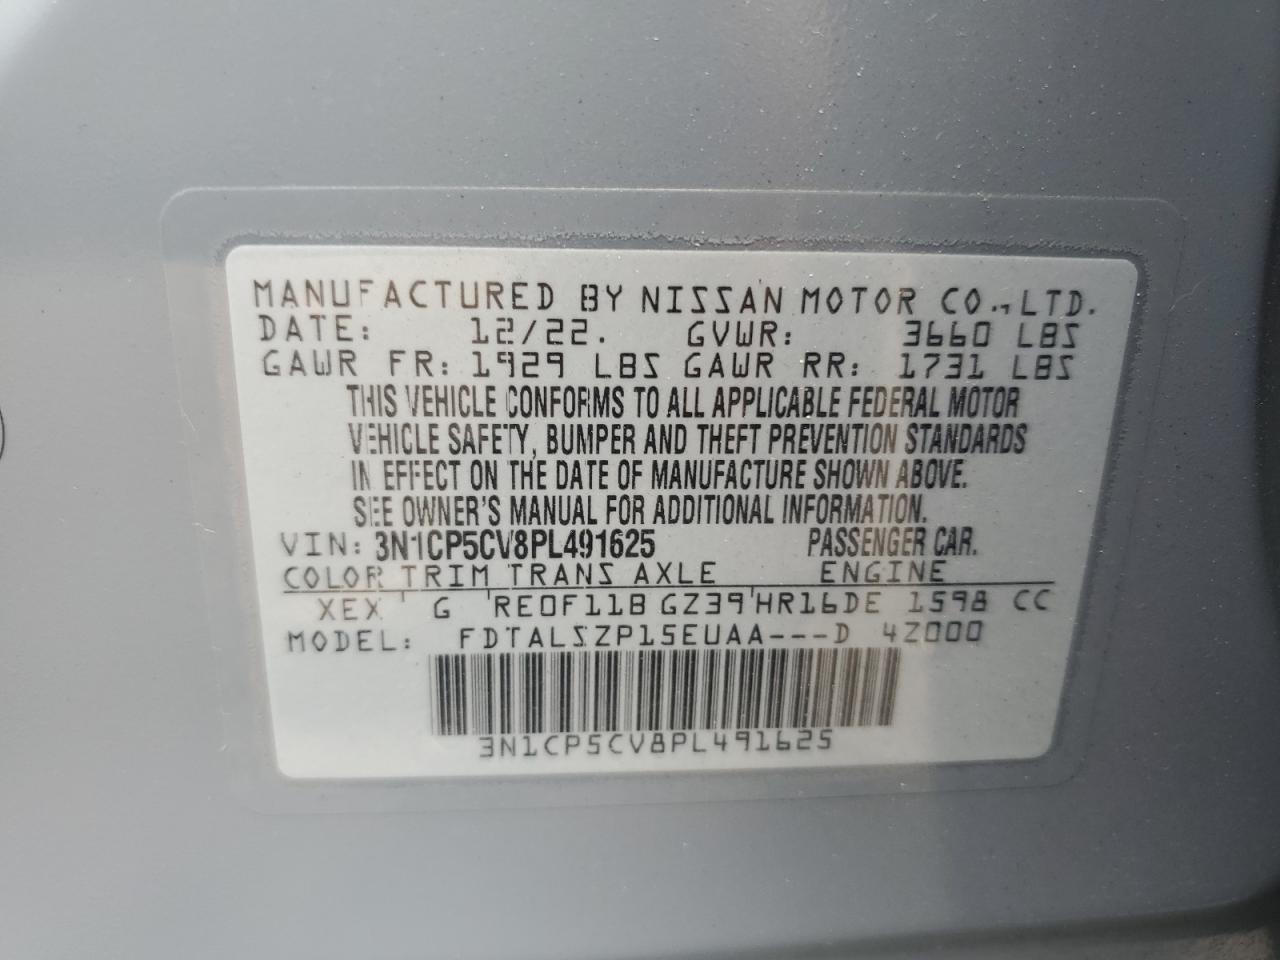 MANUFACTURED BY NISSAN MOTOR CO., LTD.
DATE: 12/22. GVWR: 3660 LBS
GAWR FR: 1929 LBS GAWR RR: 1731 LBS
THIS VEHICLE CONFORMS TO ALL APPLICABLE FEDERAL MOTOR
VEHICLE SAFETY, BUMPER AND THEFT PREVENTION STANDARDS
IN EFFECT ON THE DATE OF MANUFACTURE SHOWN ABOVE.
SEE OWNER'S MANUAL FOR ADDITIONAL INFORMATION.
VIN: 3N1CP5CV8PL491625 PASSENGER CAR.
COLOR TRIM TRANS AXLE ENGINE
XEX G RE0F11B GZ39 HR16DE 1598 CC
MODEL: FDTALSZP15EUAA---D 4Z000
3N1CP5CV8PL491625